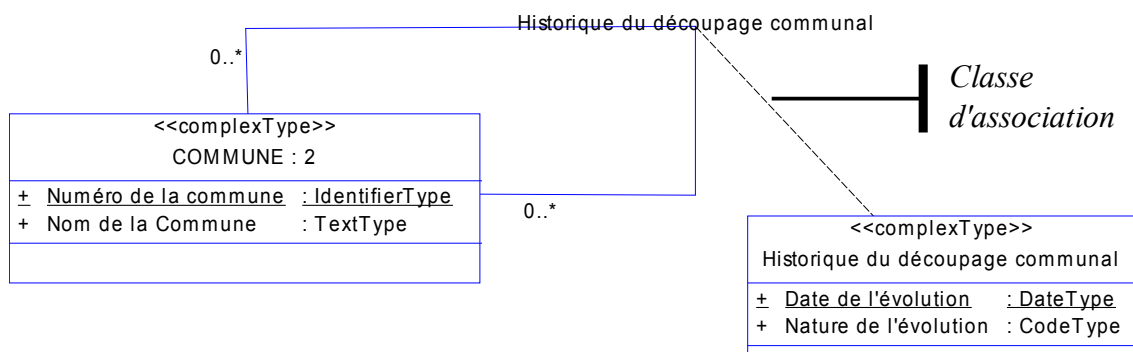 Historique du découpage communal
0..*
Classe
d'association
<<complexType>>
COMMUNE : 2
+ Numéro de la commune : IdentifierType
+ Nom de la Commune : TextType
0..*
<<complexType>>
Historique du découpage communal
+ Date de l'évolution : DateType
+ Nature de l'évolution : CodeType